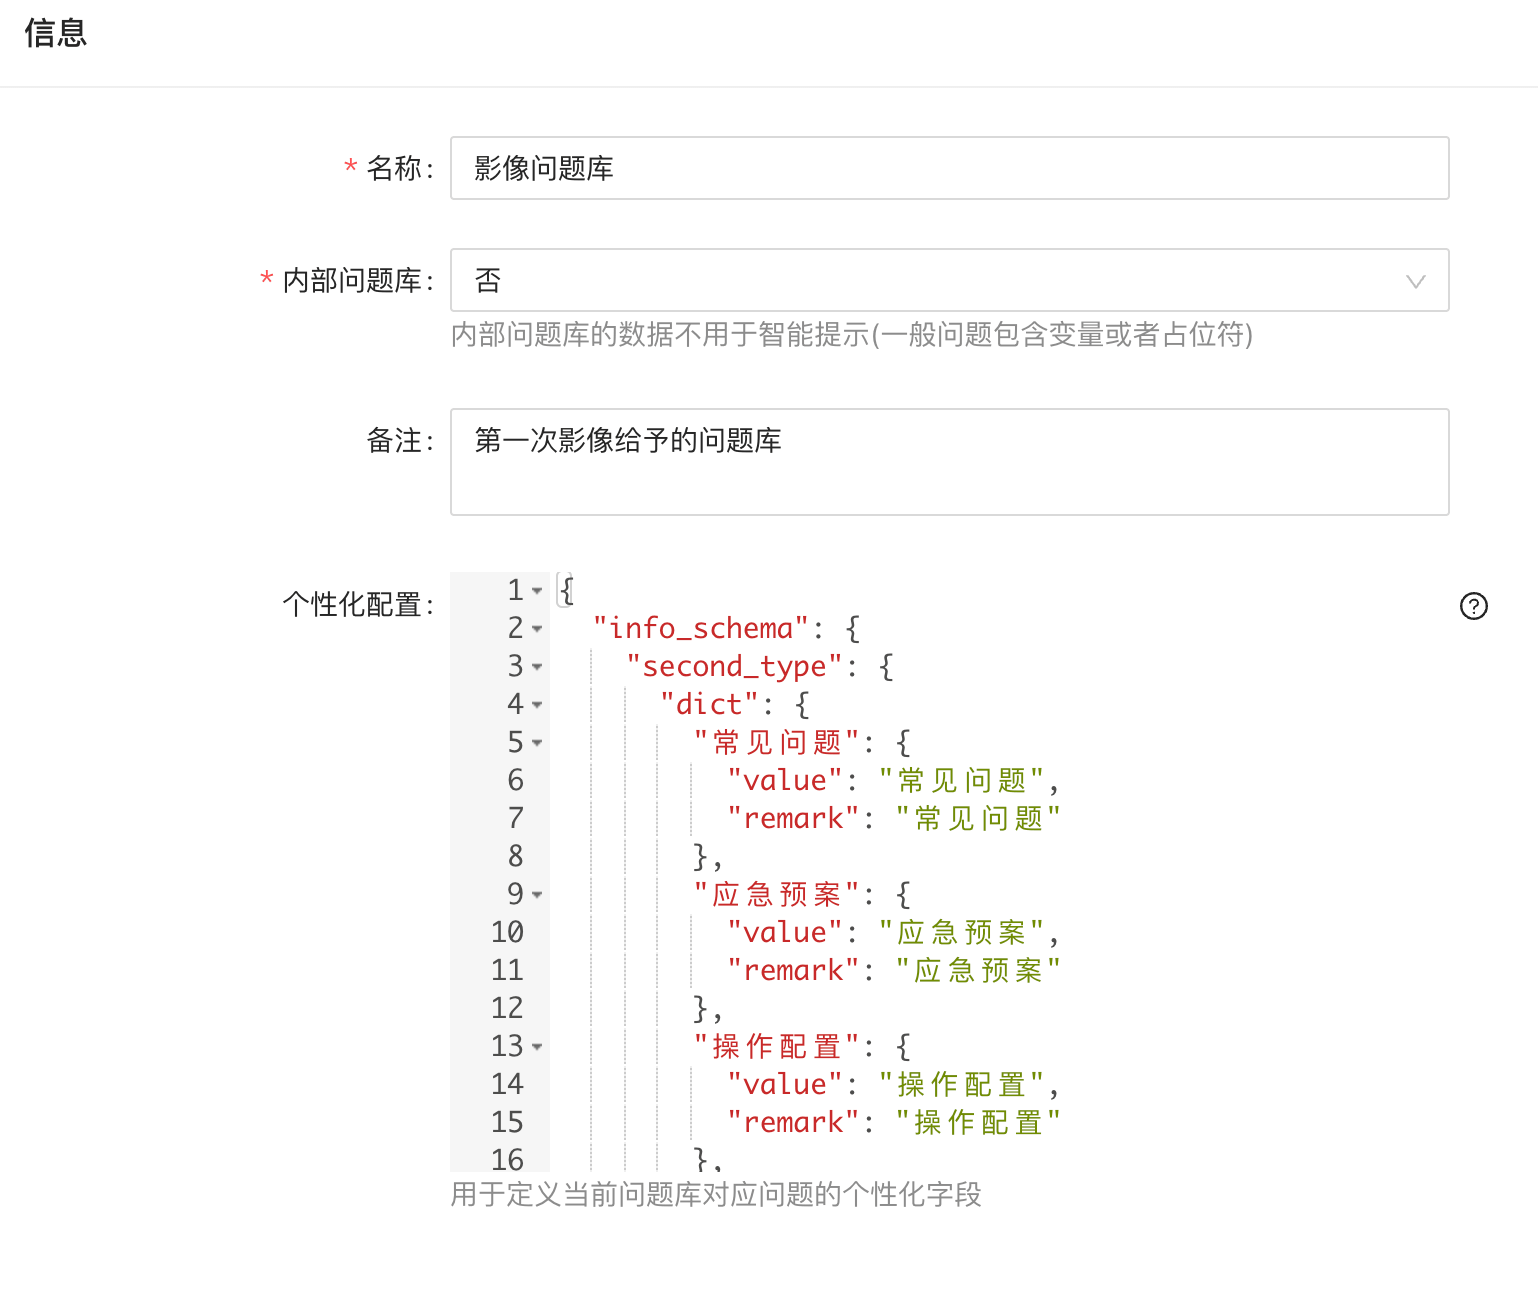 信息
* 名称: 影像问题库
* 内部问题库: 否
内部问题库的数据不用于智能提示(一般问题包含变量或者占位符)
备注: 第一次影像给予的问题库
个性化配置:
1 {
2 "info_schema": {
3 "second_type": {
4 "dict": {
5 "常见问题": {
6 "value": "常见问题",
7 "remark": "常见问题"
8 },
9 "应急预案": {
10 "value": "应急预案",
11 "remark": "应急预案"
12 },
13 "操作配置": {
14 "value": "操作配置",
15 "remark": "操作配置"
16 },
用于定义当前问题库对应问题的个性化字段